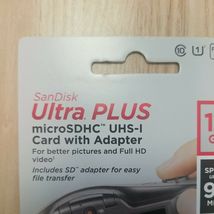 SanDisk
Ultra PLUS
microSDHC™ UHS-I
Card with Adapter
For better pictures and Full HD
video¹
Includes SD™ adapter for easy
file transfer